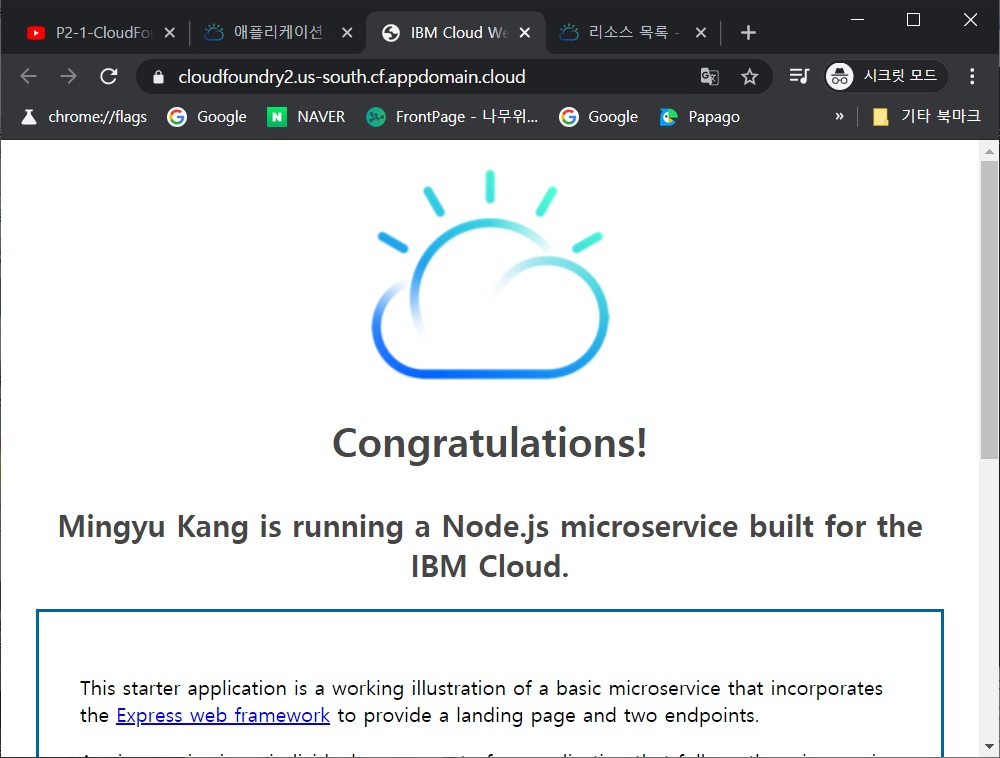 P2-1-CloudFou
애플리케이션
IBM Cloud We
리소스 목록 -
cloudfoundry2.us-south.cf.appdomain.cloud
시크릿 모드
chrome://flags
Google
NAVER
FrontPage - 나무위...
Google
Papago
»
기타 북마크
Congratulations!
Mingyu Kang is running a Node.js microservice built for the
IBM Cloud.
This starter application is a working illustration of a basic microservice that incorporates
the Express web framework to provide a landing page and two endpoints.